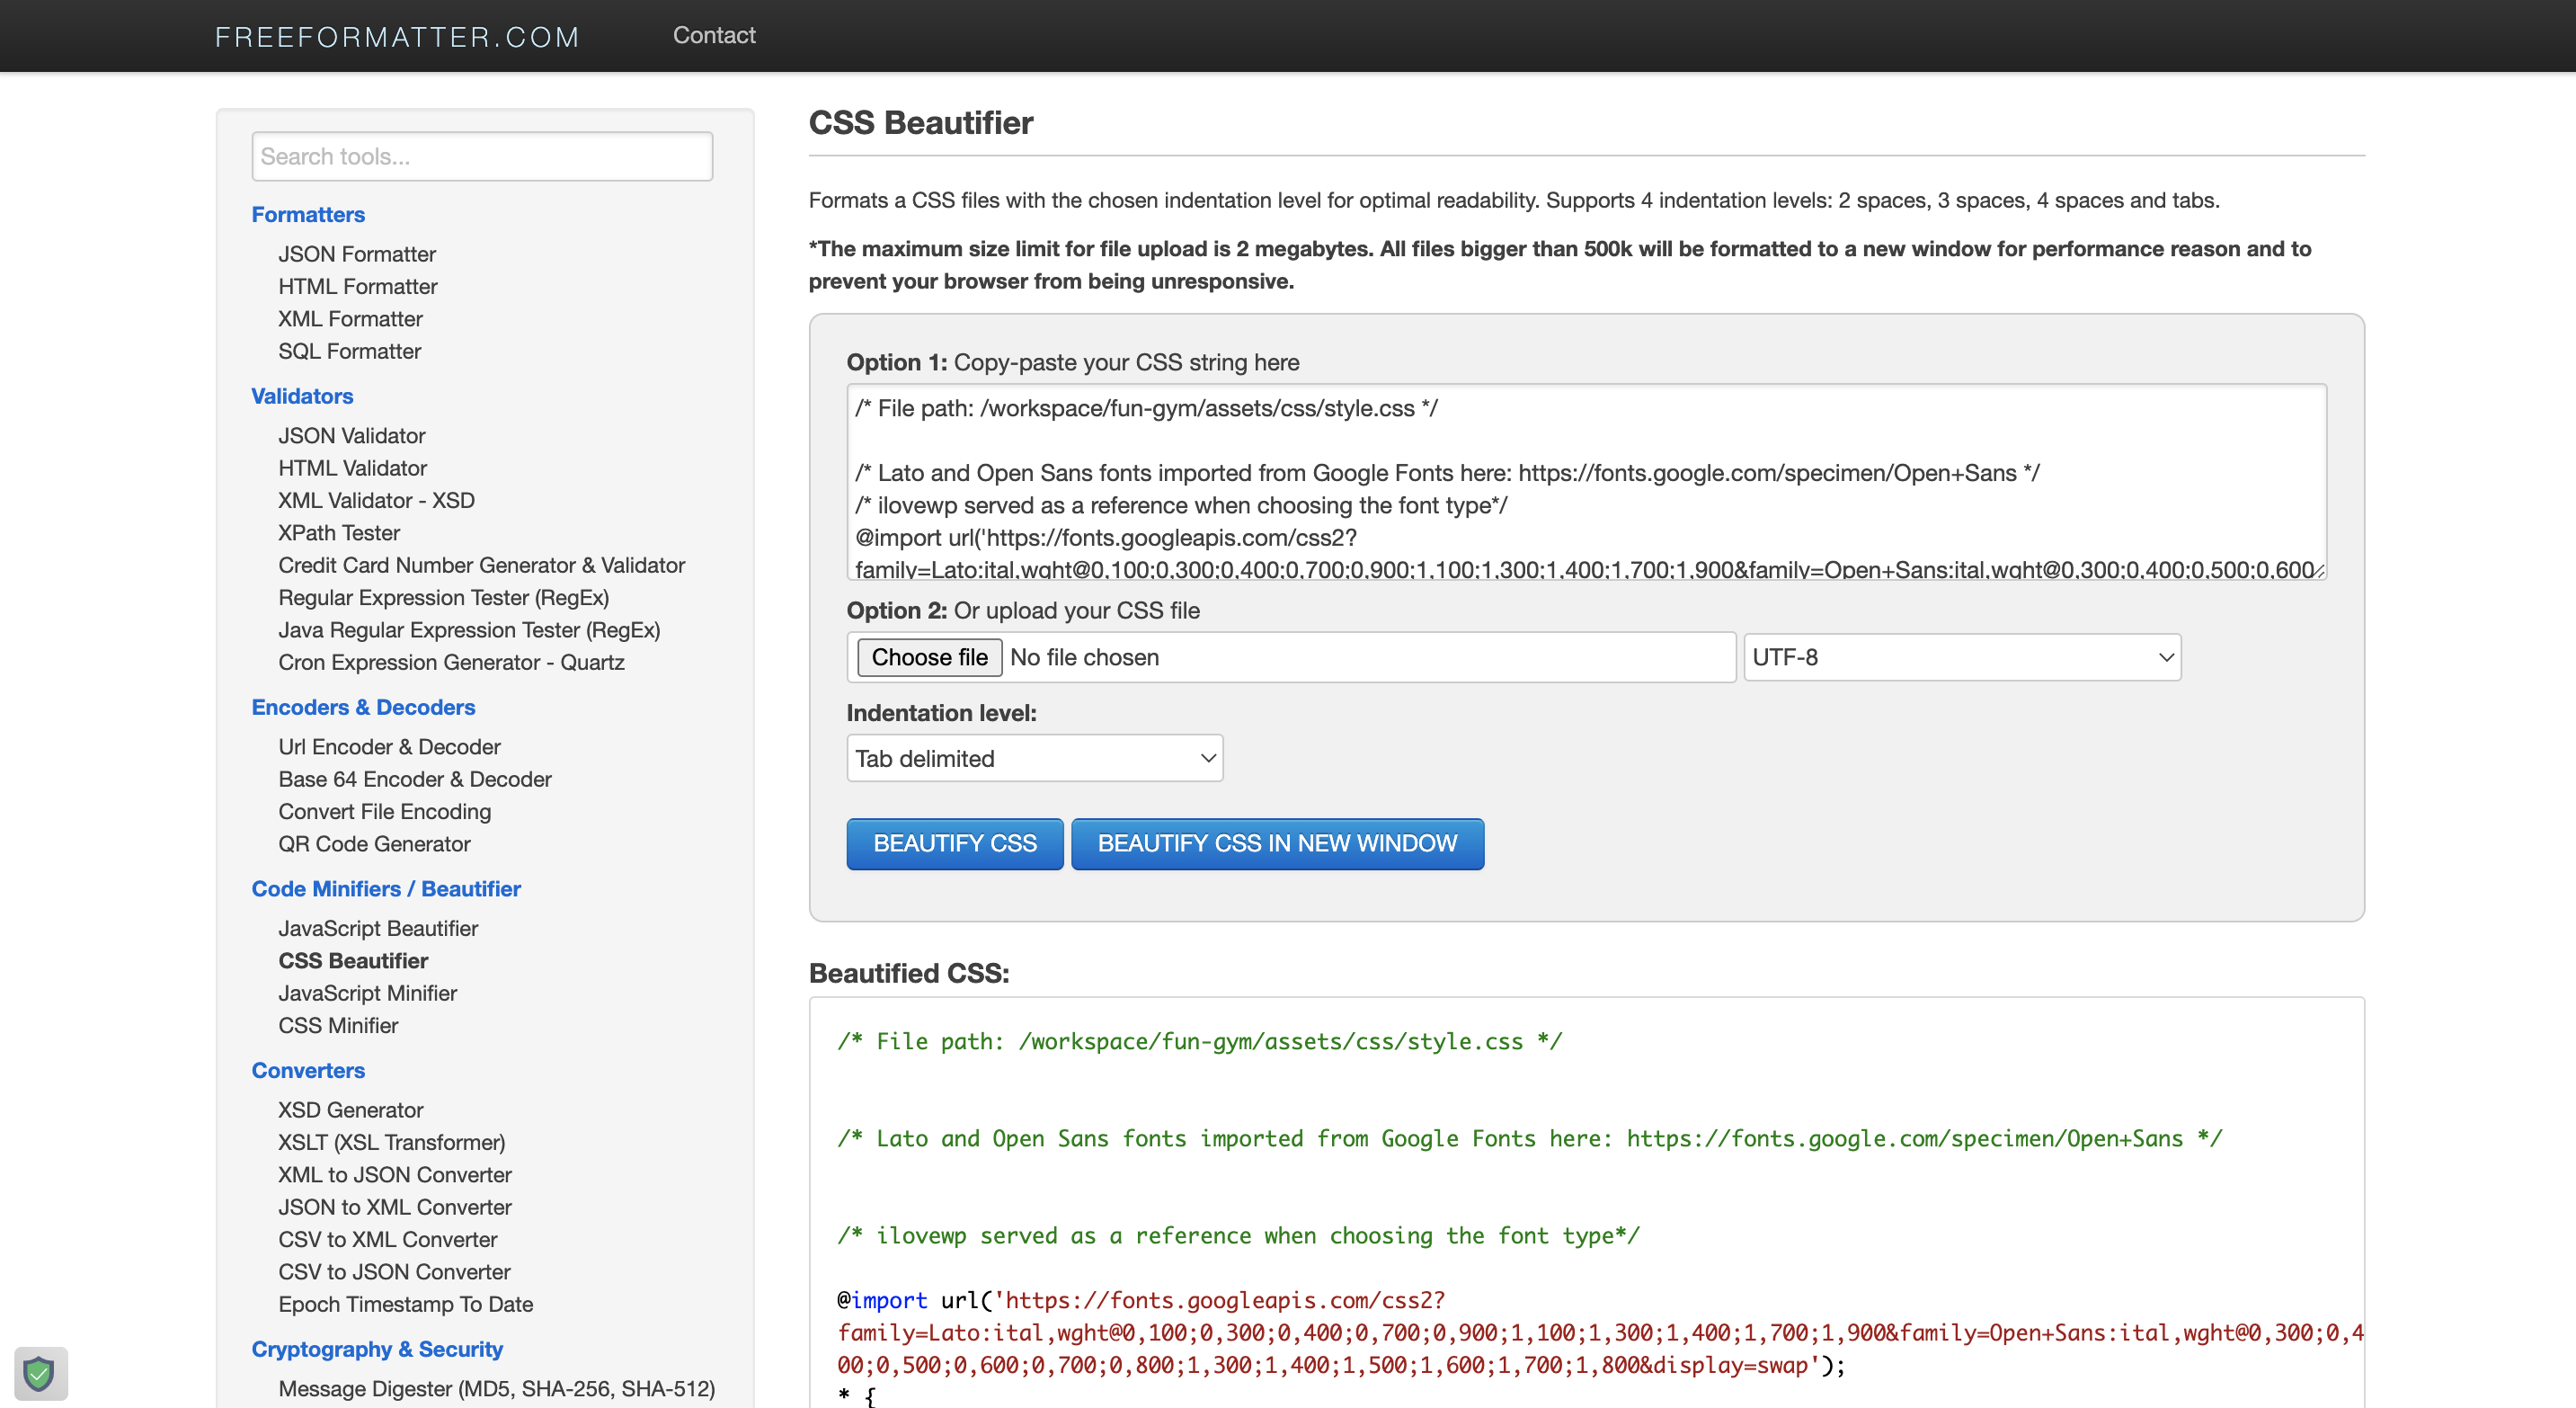 FREEFORMATTER.COM
Contact
Search tools...
Formatters
JSON Formatter
HTML Formatter
XML Formatter
SQL Formatter
Validators
JSON Validator
HTML Validator
XML Validator - XSD
XPath Tester
Credit Card Number Generator & Validator
Regular Expression Tester (RegEx)
Java Regular Expression Tester (RegEx)
Cron Expression Generator - Quartz
Encoders & Decoders
Url Encoder & Decoder
Base 64 Encoder & Decoder
Convert File Encoding
QR Code Generator
Code Minifiers / Beautifier
JavaScript Beautifier
CSS Beautifier
JavaScript Minifier
CSS Minifier
Converters
XSD Generator
XSLT (XSL Transformer)
XML to JSON Converter
JSON to XML Converter
CSV to XML Converter
CSV to JSON Converter
Epoch Timestamp To Date
Cryptography & Security
Message Digester (MD5, SHA-256, SHA-512)
CSS Beautifier
Formats a CSS files with the chosen indentation level for optimal readability. Supports 4 indentation levels: 2 spaces, 3 spaces, 4 spaces and tabs.
*The maximum size limit for file upload is 2 megabytes. All files bigger than 500k will be formatted to a new window for performance reason and to
prevent your browser from being unresponsive.
Option 1: Copy-paste your CSS string here
/* File path: /workspace/fun-gym/assets/css/style.css */
/* Lato and Open Sans fonts imported from Google Fonts here: https://fonts.google.com/specimen/Open+Sans */
/* ilovewp served as a reference when choosing the font type*/
@import url('https://fonts.googleapis.com/css2?
family=Lato:ital,wght@0,100;0,300;0,400;0,700;0,900;1,100;1,300;1,400;1,700;1,900&family=Open+Sans:ital,wght@0,300;0,400;0,500;0,600
Option 2: Or upload your CSS file
Choose file No file chosen
UTF-8
Indentation level:
Tab delimited
BEAUTIFY CSS
BEAUTIFY CSS IN NEW WINDOW
Beautified CSS:
/* File path: /workspace/fun-gym/assets/css/style.css */
/* Lato and Open Sans fonts imported from Google Fonts here: https://fonts.google.com/specimen/Open+Sans */
/* ilovewp served as a reference when choosing the font type*/
@import url('https://fonts.googleapis.com/css2?
family=Lato:ital,wght@0,100;0,300;0,400;0,700;0,900;1,100;1,300;1,400;1,700;1,900&family=Open+Sans:ital,wght@0,300;0,4
00;0,500;0,600;0,700;0,800;1,300;1,400;1,500;1,600;1,700;1,800&display=swap');
* {